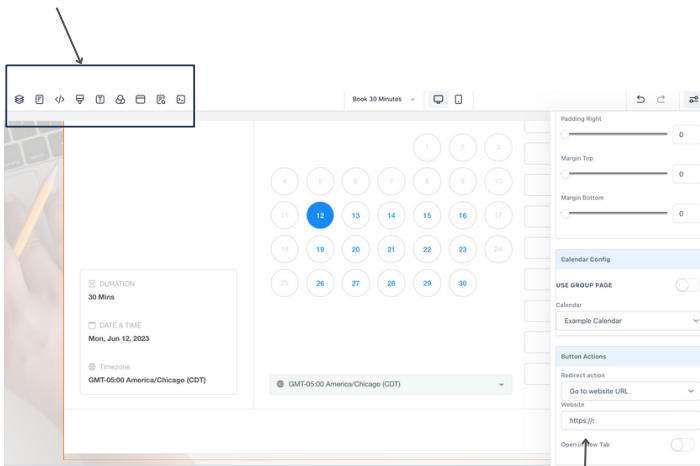 Book 30 Minutes
Padding Right
0
Margin Top
0
Margin Bottom
0
1 2 3
4 5 6 7 8 9 10
11 12 13 14 15 16 17
18 19 20 21 22 23 24
25 26 27 28 29 30
DURATION
30 Mins
DATE & TIME
Mon, Jun 12, 2023
Timezone
GMT-05:00 America/Chicago (CDT)
GMT-05:00 America/Chicago (CDT)
Calendar Config
USE GROUP PAGE
Calendar
Example Calendar
Button Actions
Redirect action
Go to website URL
Website
https://:
Open in New Tab